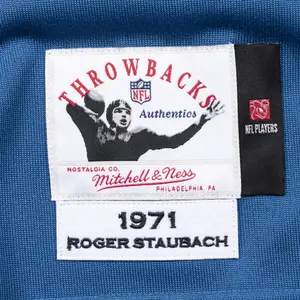 THROWBACKS
NFL
Authentics
NFL PLAYERS
NOSTALGIA CO.
Mitchell & Ness
PHILADELPHIA, PA
1971
ROGER STAUBACH